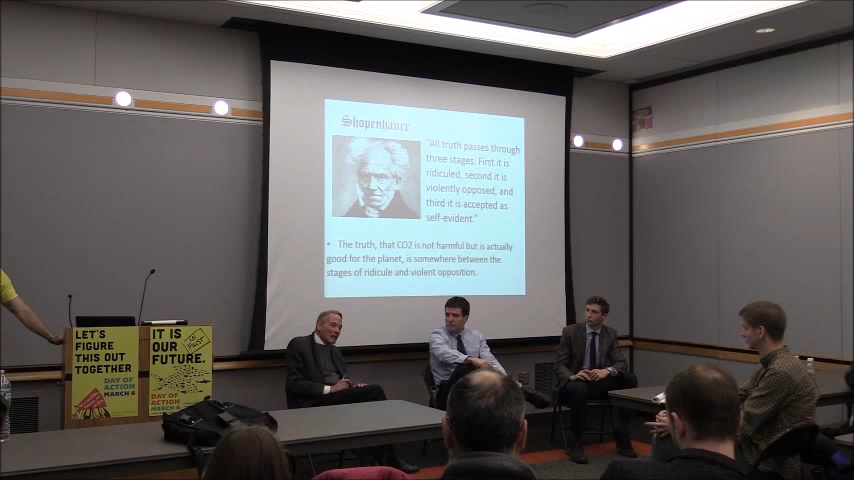 Shopenhauer
"All truth passes through
three stages. First it is
ridiculed, second it is
violently opposed, and
third it is accepted as
self-evident."
• The truth, that CO2 is not harmful but is actually
good for the planet, is somewhere between the
stages of ridicule and violent opposition.
LET'S
FIGURE
THIS OUT
TOGETHER
DAY OF
ACTION
MARCH 6
IT IS
OUR
FUTURE.
DAY OF
ACTION
MARCH 6